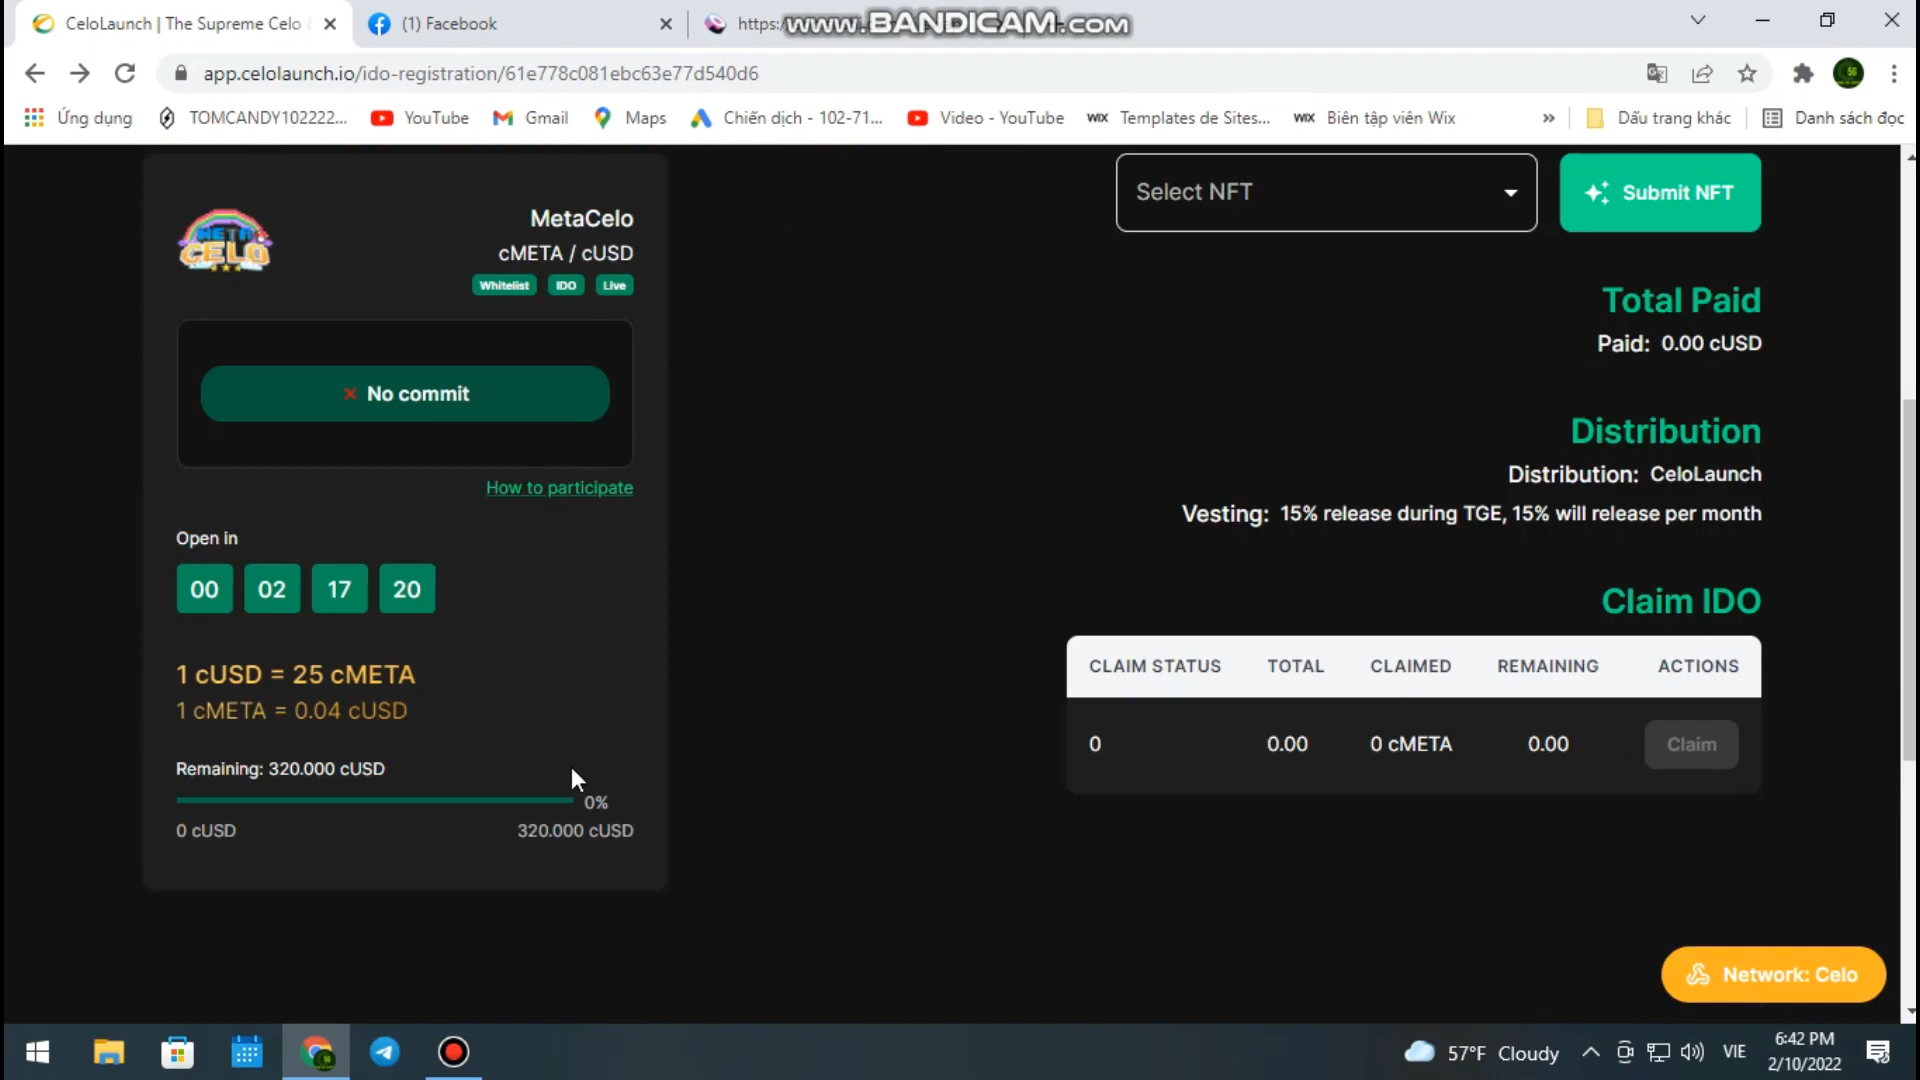 CeloLaunch | The Supreme Celo
(1) Facebook
https:/
WWW.BANDICAM.COM
app.celolaunch.io/ido-registration/61e778c081ebc63e77d540d6
Ứng dụng
TOMCANDY102222...
YouTube
Gmail
Maps
Chiến dịch - 102-71...
Video - YouTube
WIX Templates de Sites...
WIX Biên tập viên Wix
»
Dấu trang khác
Danh sách đọc
META CELO
MetaCelo
cMETA / cUSD
Whitelist IDO Live
No commit
How to participate
Open in
00 02 17 20
1 cUSD = 25 cMETA
1 cMETA = 0.04 cUSD
Remaining: 320.000 cUSD
0%
0 cUSD 320.000 cUSD
Select NFT
Submit NFT
Total Paid
Paid: 0.00 cUSD
Distribution
Distribution: CeloLaunch
Vesting: 15% release during TGE, 15% will release per month
Claim IDO
CLAIM STATUS TOTAL CLAIMED REMAINING ACTIONS
0 0.00 0 cMETA 0.00 Claim
Network: Celo
57°F Cloudy
VIE
6:42 PM
2/10/2022